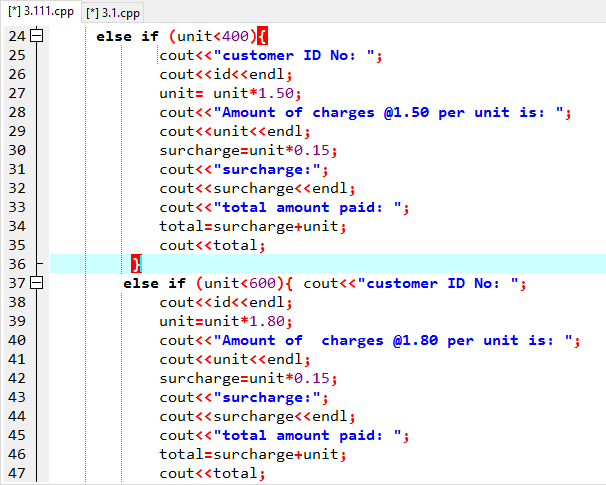 [*] 3.111.cpp [*] 3.1.cpp
24 else if (unit<400){
25 cout<<"customer ID No: ";
26 cout<<id<<endl;
27 unit= unit*1.50;
28 cout<<"Amount of charges @1.50 per unit is: ";
29 cout<<unit<<endl;
30 surcharge=unit*0.15;
31 cout<<"surcharge:";
32 cout<<surcharge<<endl;
33 cout<<"total amount paid: ";
34 total=surcharge+unit;
35 cout<<total;
36 }
37 else if (unit<600){ cout<<"customer ID No: ";
38 cout<<id<<endl;
39 unit=unit*1.80;
40 cout<<"Amount of  charges @1.80 per unit is: ";
41 cout<<unit<<endl;
42 surcharge=unit*0.15;
43 cout<<"surcharge:";
44 cout<<surcharge<<endl;
45 cout<<"total amount paid: ";
46 total=surcharge+unit;
47 cout<<total;